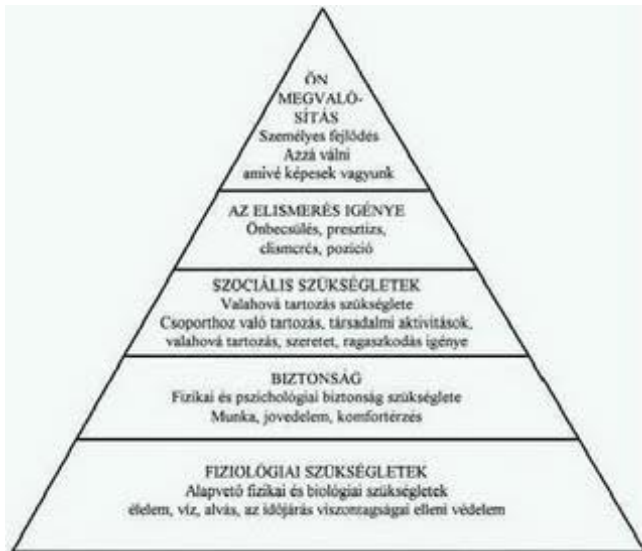 ÖN
MEGVALÓ-
SÍTÁS
Személyes fejlődés
Azzá válni
amivé képesek vagyunk
AZ ELISMERÉS IGÉNYE
Önbecsülés, presztizs,
elismerés, pozíció
SZOCIÁLIS SZÜKSÉGLETEK
Valahová tartozás szükséglete
Csoporthoz való tartozás, társadalmi aktivitások,
valahová tartozás, szeretet, ragaszkodás igénye
BIZTONSÁG
Fizikai és pszichológiai biztonság szükséglete
Munka, jovedelem, komfortérzés
FIZIOLÓGIAI SZÜKSÉGLETEK
Alapvető fizikai és biológiai szükségletek
élelem, víz, alvás, az időjárás viszontagságai elleni védelem